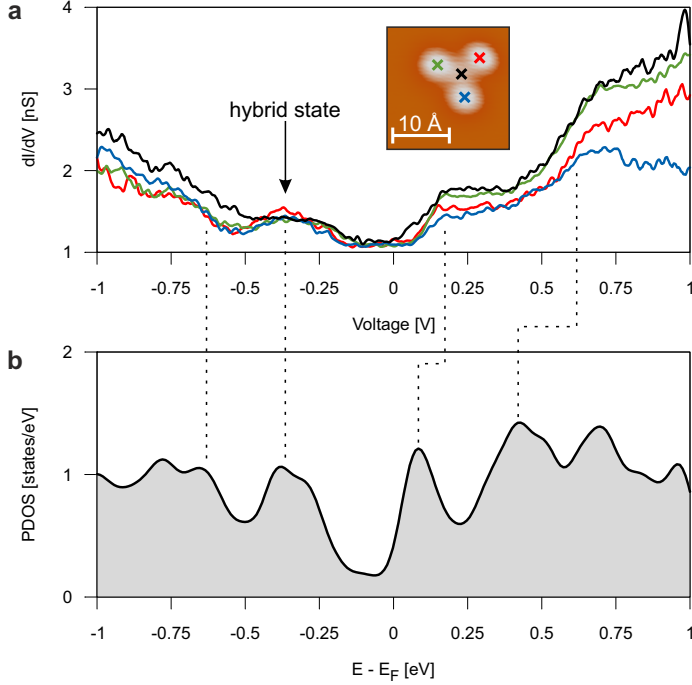 a
4
3
2
1
dI/dV [nS]
hybrid state
10 Å
-1 -0.75 -0.5 -0.25 0 0.25 0.5 0.75 1
Voltage [V]
b
2
1
0
PDOS [states/eV]
-1 -0.75 -0.5 -0.25 0 0.25 0.5 0.75 1
E - E_F [eV]